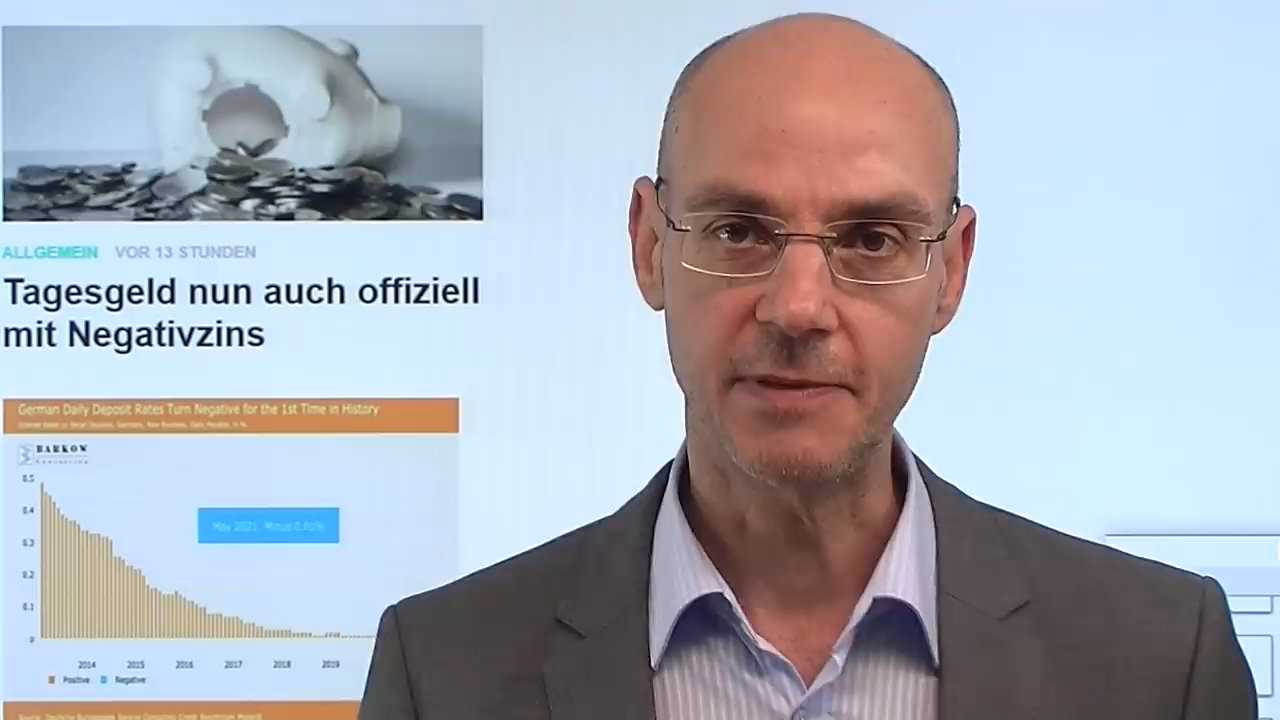 ALLGEMEIN VOR 13 STUNDEN
Tagesgeld nun auch offiziell
mit Negativzins
German Daily Deposit Rates Turn Negative for the 1st Time in History
BARKOW
May 2021: Minus 0.01%
0.5
0.4
0.3
0.2
0.1
0
2014 2015 2016 2017 2018 2019
Positive Negative